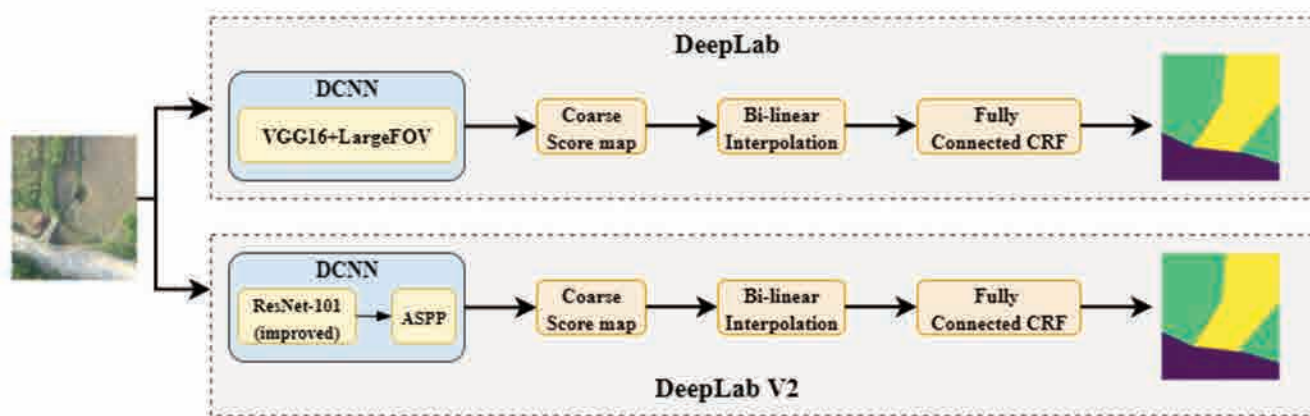 DeepLab
DCNN
VGG16+LargeFOV
Coarse
Score map
Bi-linear
Interpolation
Fully
Connected CRF
DCNN
ResNet-101
(improved)
ASPP
Coarse
Score map
Bi-linear
Interpolation
Fully
Connected CRF
DeepLab V2